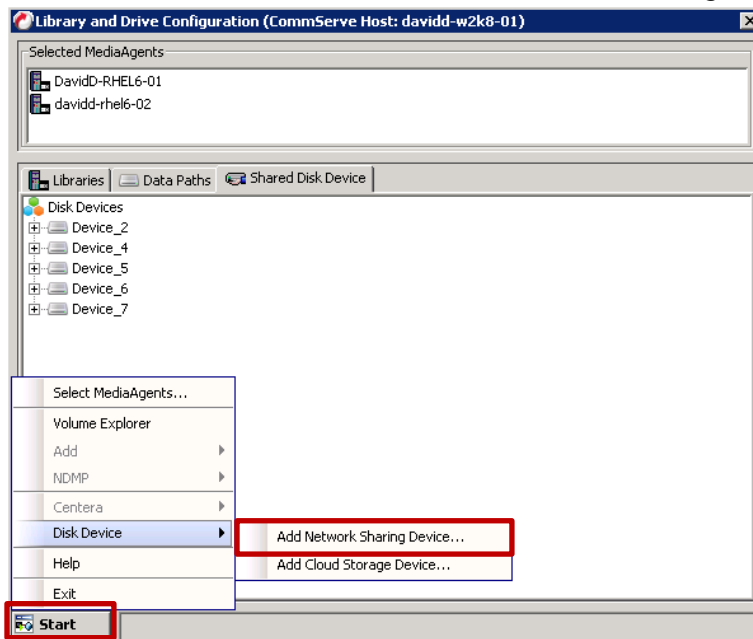 Library and Drive Configuration (CommServe Host: davidd-w2k8-01)
Selected MediaAgents
DavidD-RHEL6-01
davidd-rhel6-02
Libraries Data Paths Shared Disk Device
Disk Devices
Device_2
Device_4
Device_5
Device_6
Device_7
Select MediaAgents...
Volume Explorer
Add
NDMP
Centera
Disk Device
Add Network Sharing Device...
Help
Add Cloud Storage Device...
Exit
Start